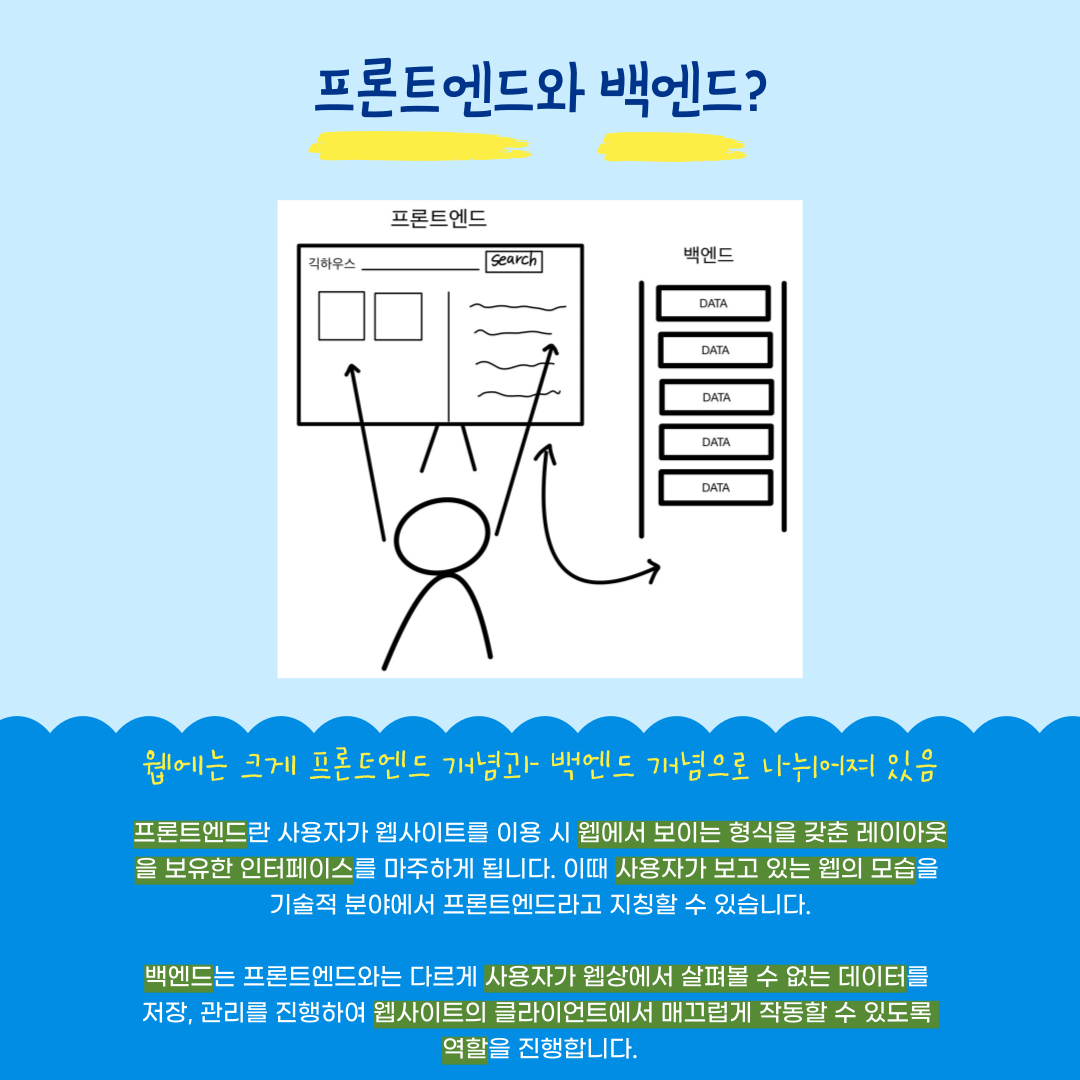 프론트엔드와 백엔드?
프론트엔드
긱하우스
search
백엔드
DATA
DATA
DATA
DATA
DATA
웹에는 크게 프론트엔드 개념과 백엔드 개념으로 나뉘어져 있음
프론트엔드란 사용자가 웹사이트를 이용 시 웹에서 보이는 형식을 갖춘 레이아웃
을 보유한 인터페이스를 마주하게 됩니다. 이때 사용자가 보고 있는 웹의 모습을
기술적 분야에서 프론트엔드라고 지칭할 수 있습니다.
백엔드는 프론트엔드와는 다르게 사용자가 웹상에서 살펴볼 수 없는 데이터를
저장, 관리를 진행하여 웹사이트의 클라이언트에서 매끄럽게 작동할 수 있도록
역할을 진행합니다.